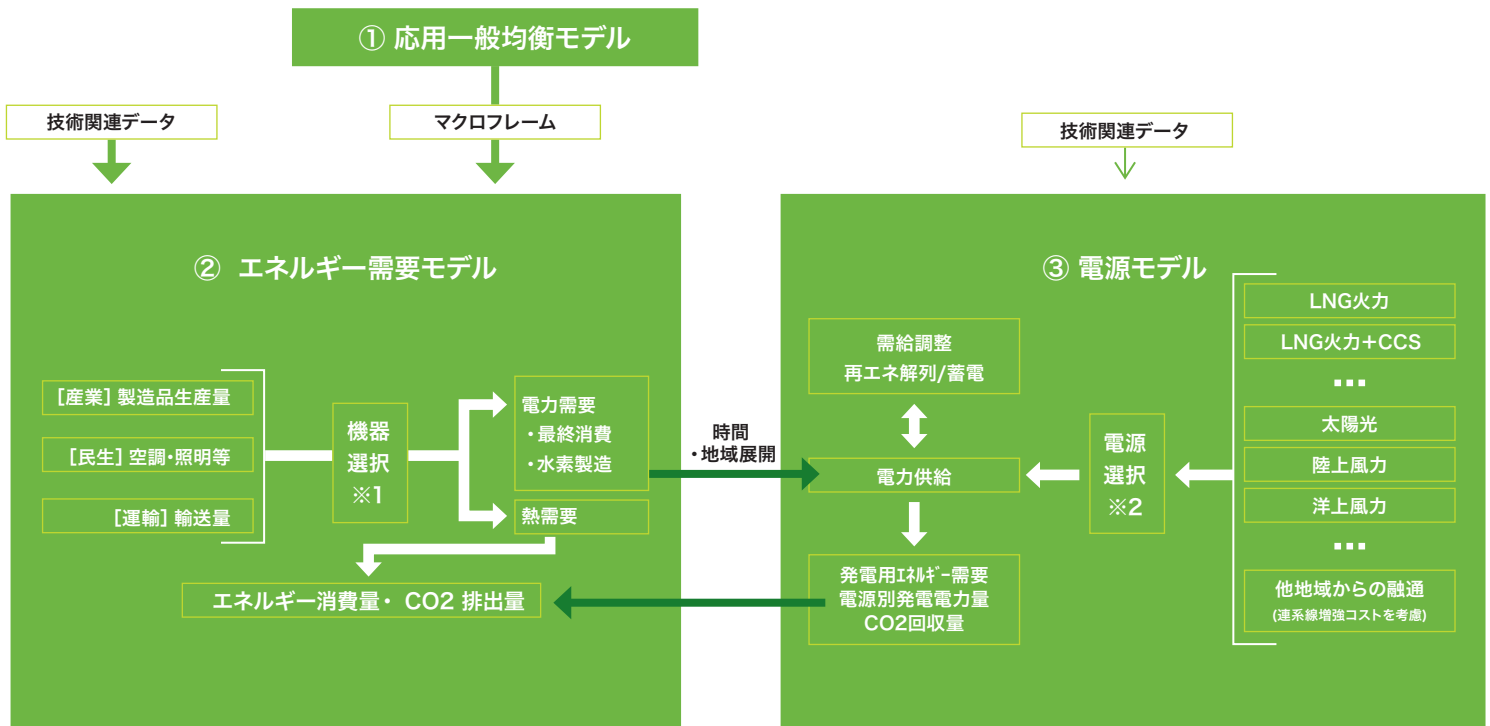 ① 応用一般均衡モデル
技術関連データ
マクロフレーム
技術関連データ
② エネルギー需要モデル
[産業] 製造品生産量
[民生] 空調・照明等
[運輸] 輸送量
機器
選択
※1
電力需要
・最終消費
・水素製造
熱需要
エネルギー消費量・ CO2 排出量
時間
・地域展開
③ 電源モデル
需給調整
再エネ解列/蓄電
電力供給
発電用ｴﾈﾙｷﾞｰ需要
電源別発電電力量
CO2回収量
電源
選択
※2
LNG火力
LNG火力+CCS
…
太陽光
陸上風力
洋上風力
…
他地域からの融通
(連系線増強コストを考慮)